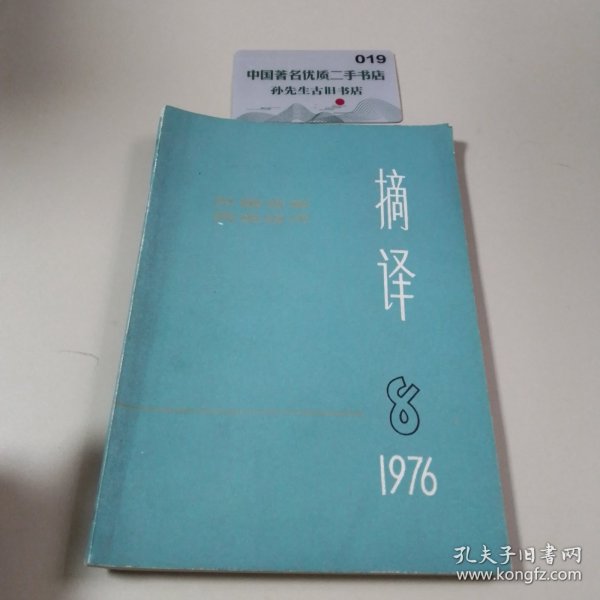 019
中国著名优质二手书店
孙先生古旧书店
摘译
8
1976
孔夫子旧书网
www.kongfz.com